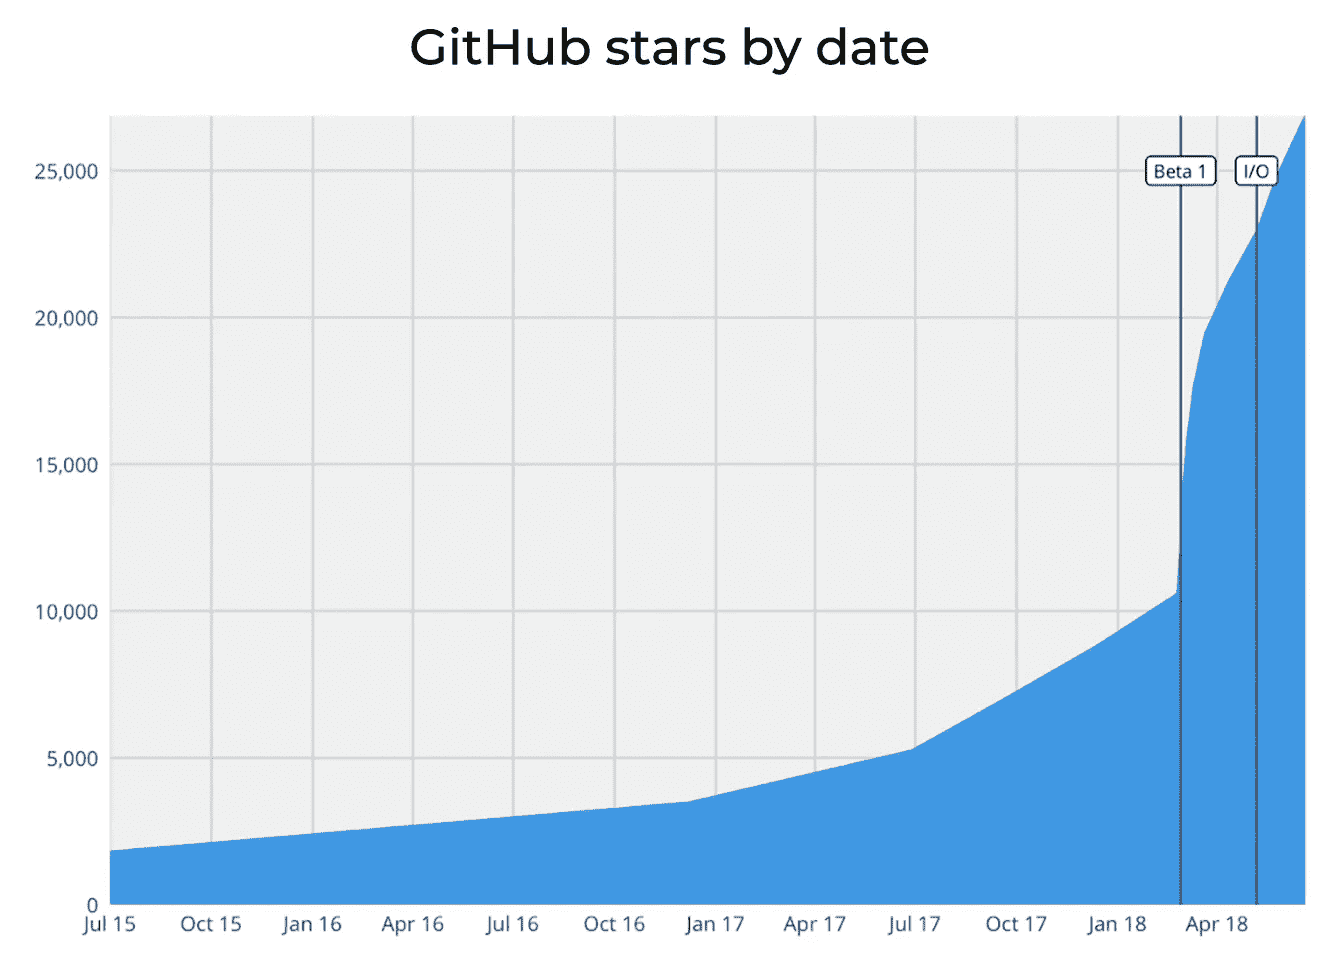 GitHub stars by date
25,000
Beta 1
I/O
20,000
15,000
10,000
5,000
0
Jul 15 Oct 15 Jan 16 Apr 16 Jul 16 Oct 16 Jan 17 Apr 17 Jul 17 Oct 17 Jan 18 Apr 18